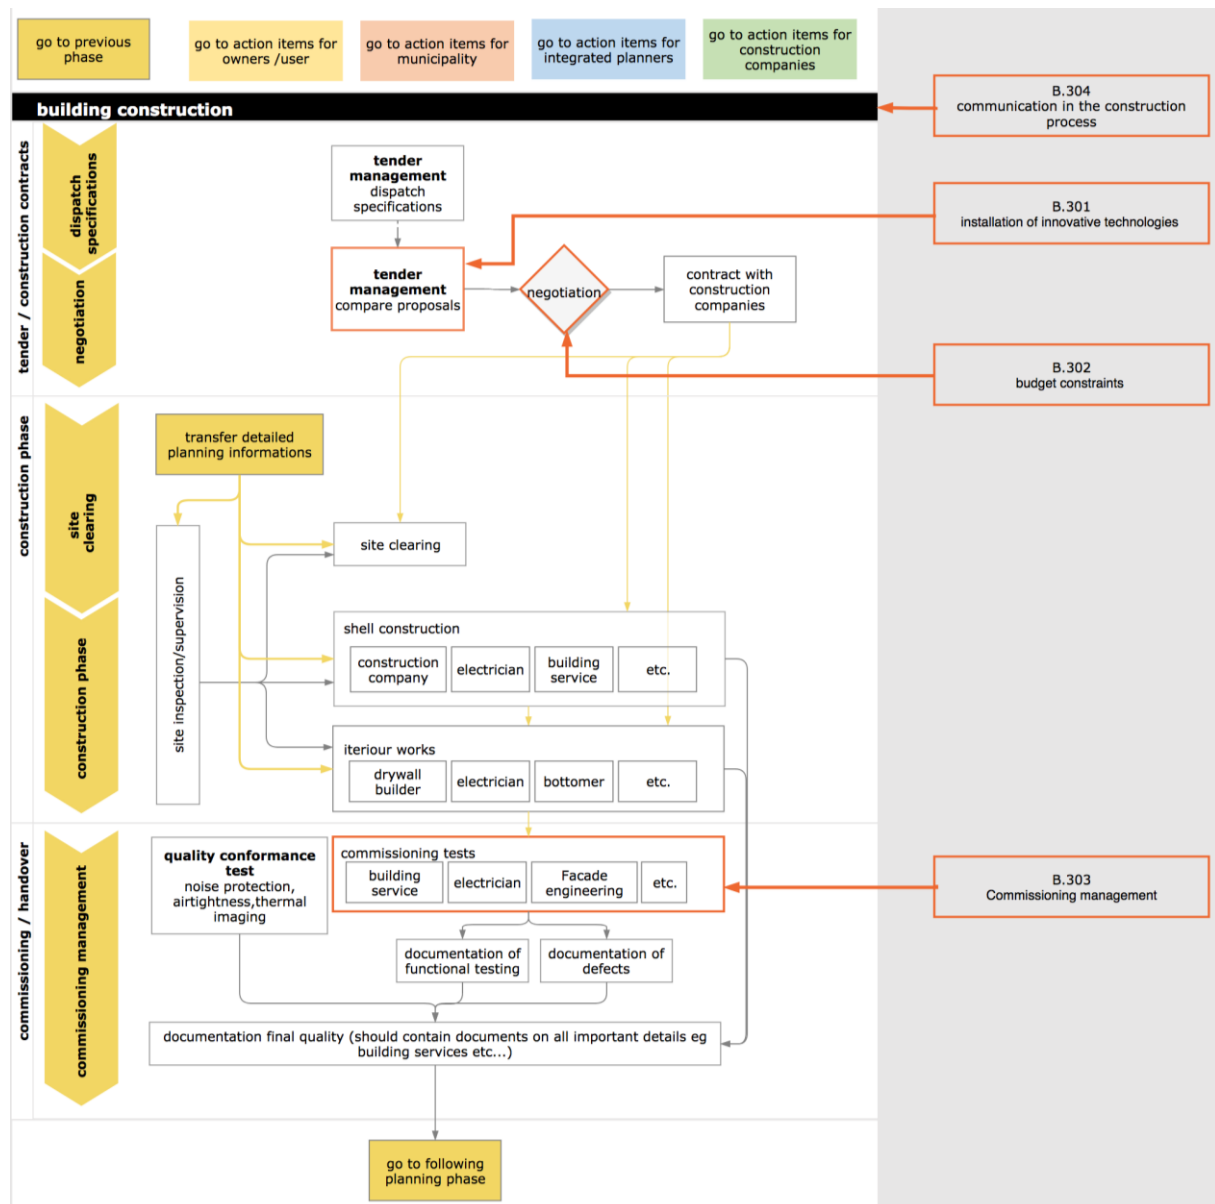 go to previous
phase
go to action items for
owners /user
go to action items for
municipality
go to action items for
integrated planners
go to action items for
construction
companies
building construction
B.304
communication in the construction
process
tender / construction contracts
dispatch
specifications
negotiation
tender
management
dispatch
specifications
B.301
installation of innovative technologies
tender
management
compare proposals
negotiation
contract with
construction
companies
B.302
budget constraints
construction phase
site
clearing
construction phase
transfer detailed
planning informations
site inspection/supervision
site clearing
shell construction
construction
company
electrician
building
service
etc.
iteriour works
drywall
builder
electrician
bottomer
etc.
commissioning / handover
commissioning management
quality conformance
test
noise protection,
airtightness,thermal
imaging
commissioning tests
building
service
electrician
Facade
engineering
etc.
B.303
Commissioning management
documentation of
functional testing
documentation of
defects
documentation final quality (should contain documents on all important details eg
building services etc...)
go to following
planning phase